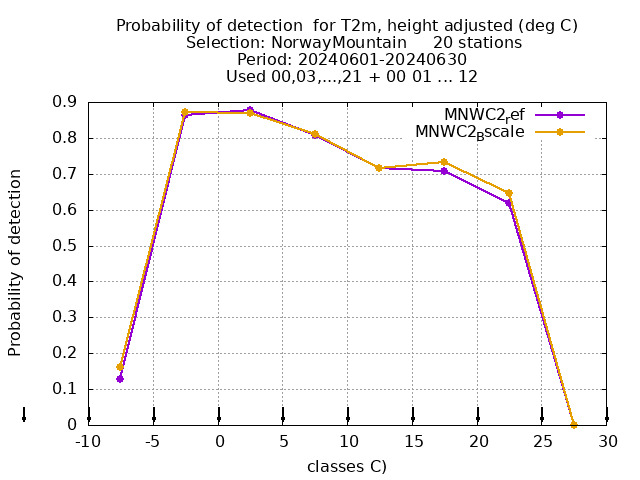 Probability of detection  for T2m, height adjusted (deg C)
Selection: NorwayMountain     20 stations
Period: 20240601-20240630
Used 00,03,...,21 + 00 01 ... 12
MNWC2ref
MNWC2Bscale
Probability of detection
0.9
0.8
0.7
0.6
0.5
0.4
0.3
0.2
0.1
0
-10 -5 0 5 10 15 20 25 30
classes C)